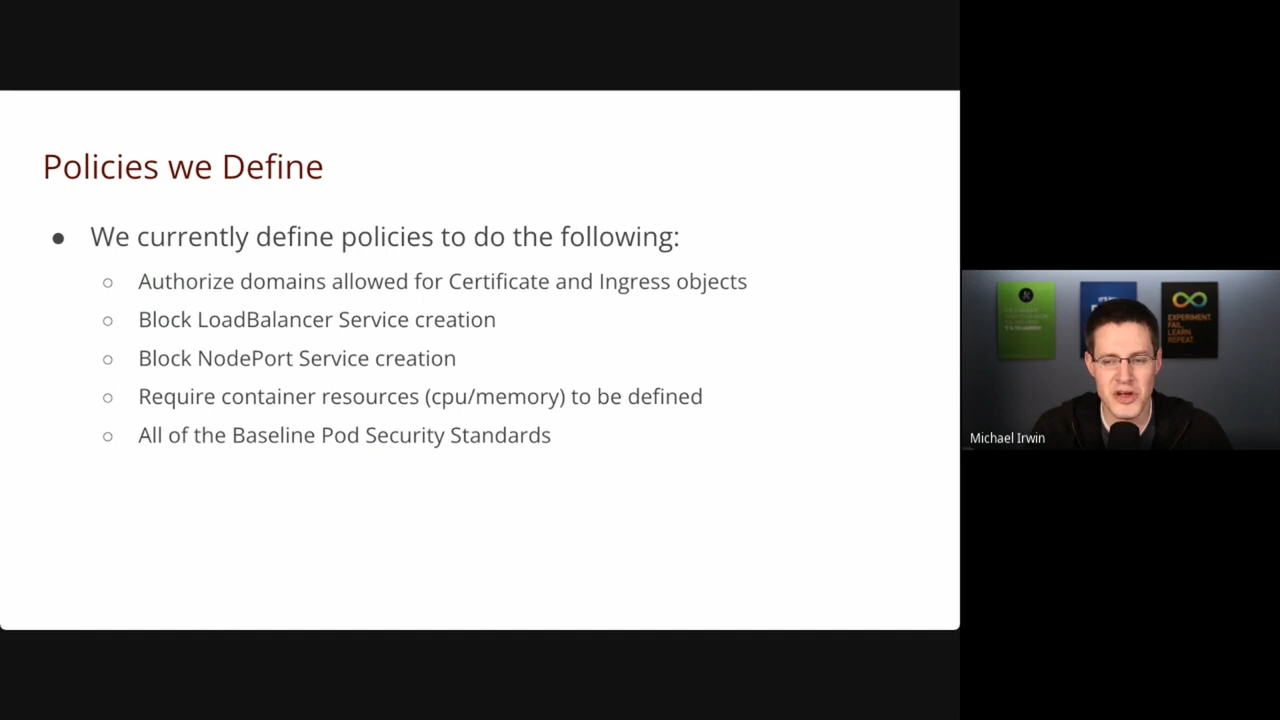 Policies we Define
● We currently define policies to do the following:
○ Authorize domains allowed for Certificate and Ingress objects
○ Block LoadBalancer Service creation
○ Block NodePort Service creation
○ Require container resources (cpu/memory) to be defined
○ All of the Baseline Pod Security Standards
EXPERIMENT.
FAIL.
LEARN.
REPEAT.
Michael Irwin